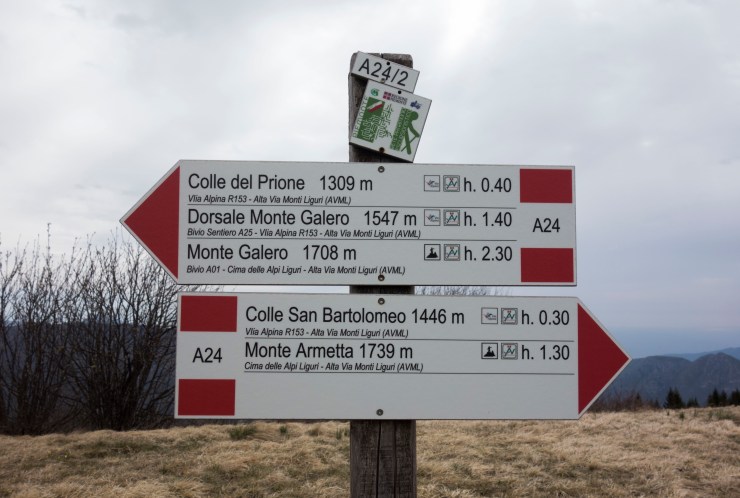 A24/2
Colle del Prione 1309 m h. 0.40
VIia Alpina R153 - Alta Via Monti Liguri (AVML)
Dorsale Monte Galero 1547 m h. 1.40
Bivio Sentiero A25 - VIia Alpina R153 - Alta Via Monti Liguri (AVML)
A24
Monte Galero 1708 m h. 2.30
Bivio A01 - Cima delle Alpi Liguri - Alta Via Monti Liguri (AVML)
Colle San Bartolomeo 1446 m h. 0.30
VIia Alpina R153 - Alta Via Monti Liguri (AVML)
A24
Monte Armetta 1739 m h. 1.30
Cima delle Alpi Liguri - Alta Via Monti Liguri (AVML)